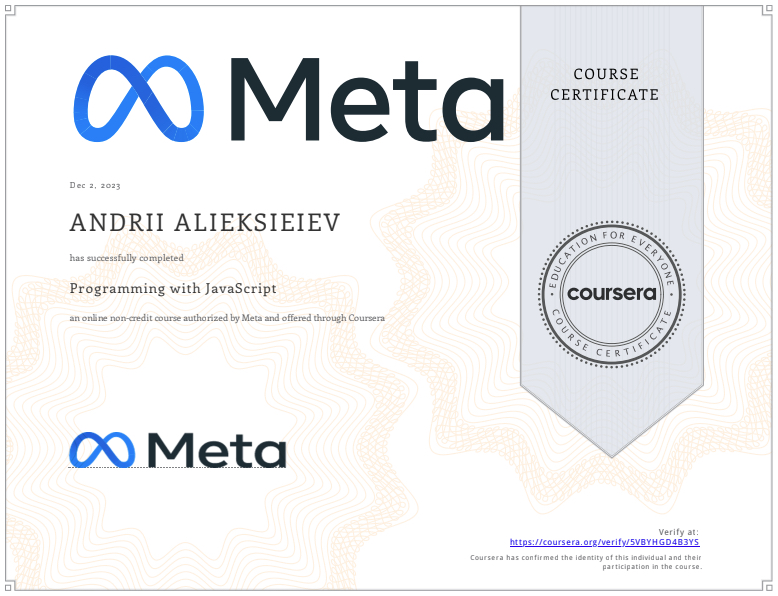 Meta
COURSE
CERTIFICATE
Dec 2, 2023
ANDRII ALIEKSIEIEV
has successfully completed
Programming with JavaScript
an online non-credit course authorized by Meta and offered through Coursera
EDUCATION FOR EVERYONE
coursera
COURSE CERTIFICATE
Meta
Verify at:
https://coursera.org/verify/5VBYHGD4B3YS
Coursera has confirmed the identity of this individual and their
participation in the course.